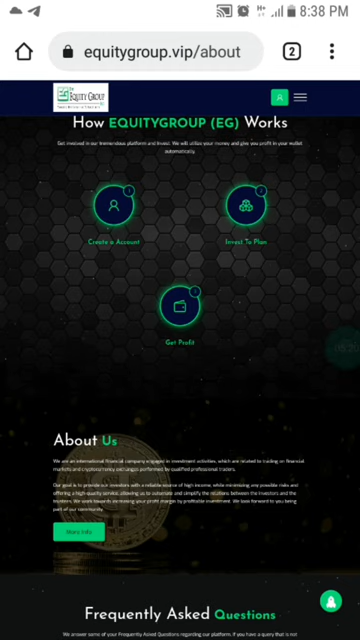 8:38 PM
equitygroup.vip/about
2
EQUITY GROUP
How EQUITYGROUP (EG) Works
Get involved in our tremendous platform and Invest. We will utilize your money and give you profit in your wallet
automatically.
1
2
Create a Account
Invest To Plan
3
Get Profit
About Us
We are an international financial company engaged in investment activities, which are related to trading on financial
markets and cryptocurrency exchanges performed by qualified professional traders.
Our goal is to provide our investors with a reliable source of high income, while minimizing any possible risks and
offering a high-quality service, allowing us to automate and simplify the relations between the investors and the
trustees. We work towards increasing your profit margin by profitable investment. We look forward to you being
part of our community.
More Info
Frequently Asked Questions
We answer some of your Frequently Asked Questions regarding our platform. If you have a query that is not